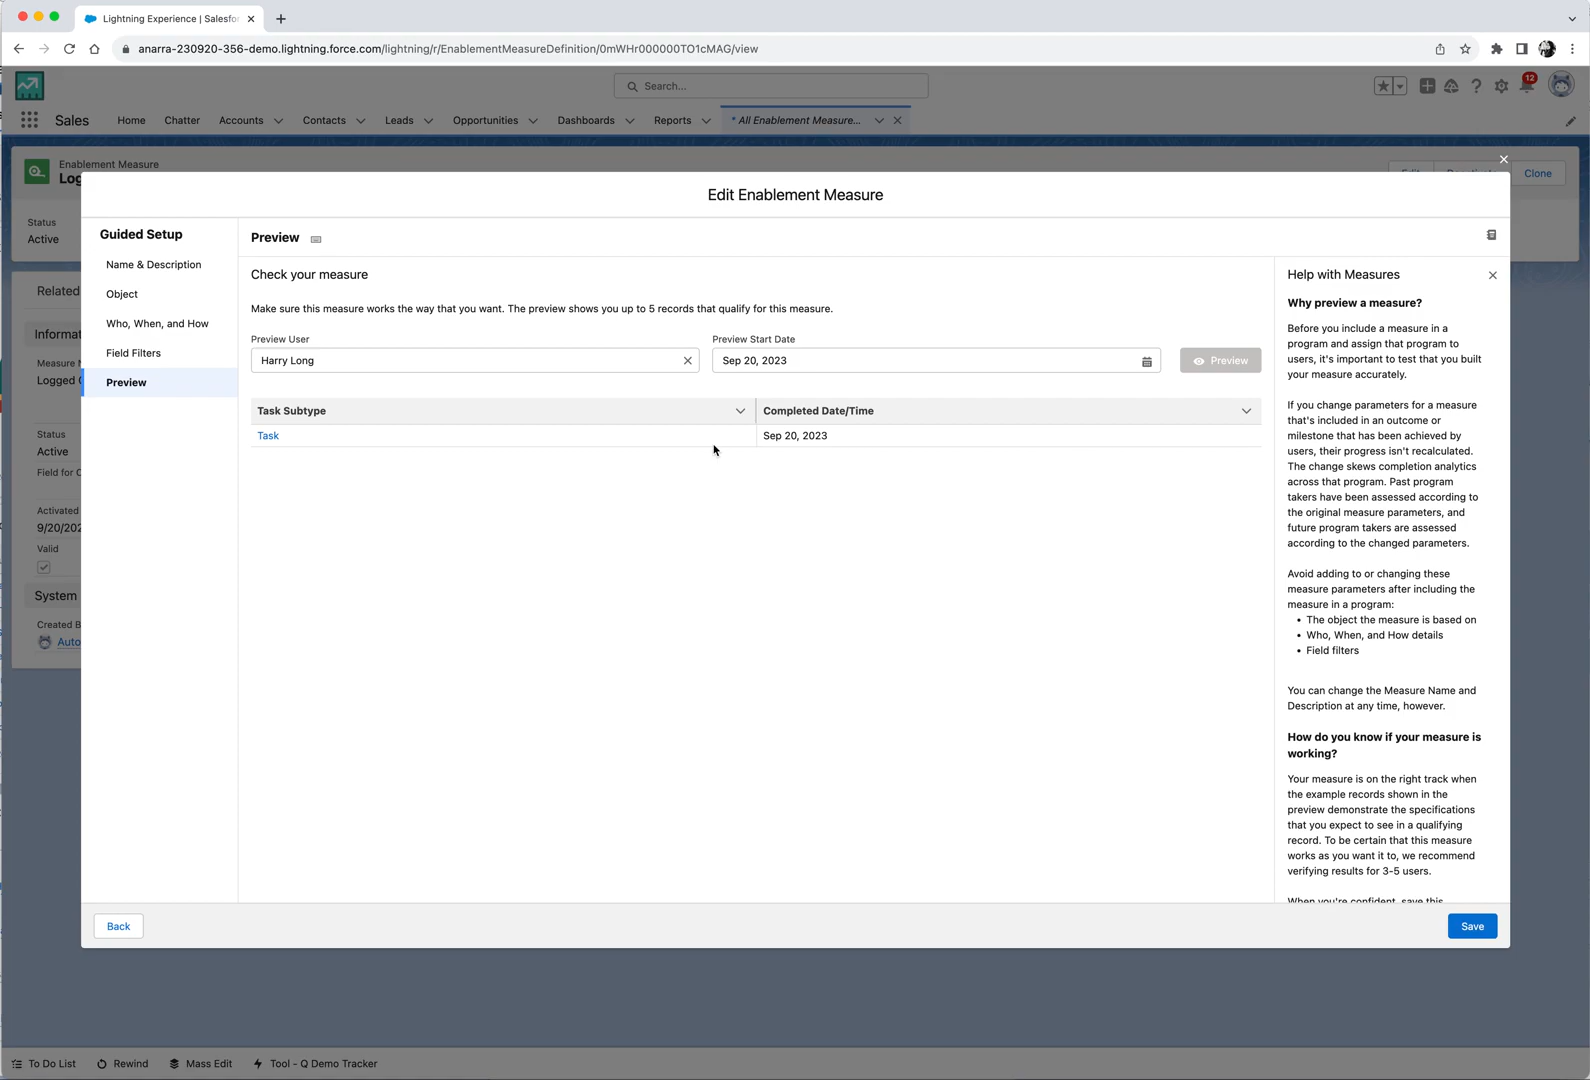 Lightning Experience | Salesfo
anarra-230920-356-demo.lightning.force.com/lightning/r/EnablementMeasureDefinition/0mWHr000000TO1cMAG/view
Search...
12
Sales
Home
Chatter
Accounts
Contacts
Leads
Opportunities
Dashboards
Reports
* All Enablement Measure...
Enablement Measure
Log
Clone
Status
Active
Edit Enablement Measure
Guided Setup
Name & Description
Object
Who, When, and How
Field Filters
Preview
Preview
Check your measure
Make sure this measure works the way that you want. The preview shows you up to 5 records that qualify for this measure.
Preview User
Harry Long
Preview Start Date
Sep 20, 2023
Preview
Task Subtype
Completed Date/Time
Task
Sep 20, 2023
Help with Measures
Why preview a measure?
Before you include a measure in a
program and assign that program to
users, it's important to test that you built
your measure accurately.
If you change parameters for a measure
that's included in an outcome or
milestone that has been achieved by
users, their progress isn't recalculated.
The change skews completion analytics
across that program. Past program
takers have been assessed according to
the original measure parameters, and
future program takers are assessed
according to the changed parameters.
Avoid adding to or changing these
measure parameters after including the
measure in a program:
• The object the measure is based on
• Who, When, and How details
• Field filters
You can change the Measure Name and
Description at any time, however.
How do you know if your measure is
working?
Your measure is on the right track when
the example records shown in the
preview demonstrate the specifications
that you expect to see in a qualifying
record. To be certain that this measure
works as you want it to, we recommend
verifying results for 3-5 users.
When you're confident, save this
Related
Informat
Measure N
Logged
Status
Active
Field for C
Activated
9/20/202
Valid
System
Created B
Auto
Back
Save
To Do List
Rewind
Mass Edit
Tool - Q Demo Tracker